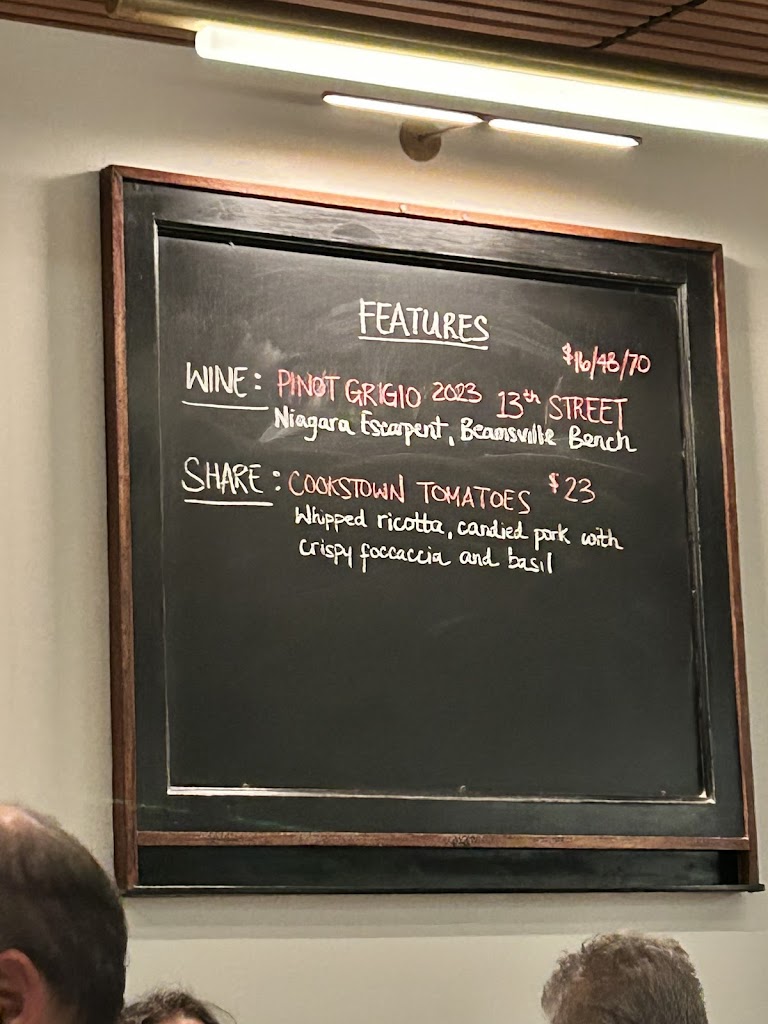 FEATURES
$16/48/70
WINE: PINOT GRIGIO 2023 13th STREET
Niagara Escarpent, Beamsville Bench
SHARE: COOKSTOWN TOMATOES $23
Whipped ricotta, candied pork with
crispy foccaccia and basil